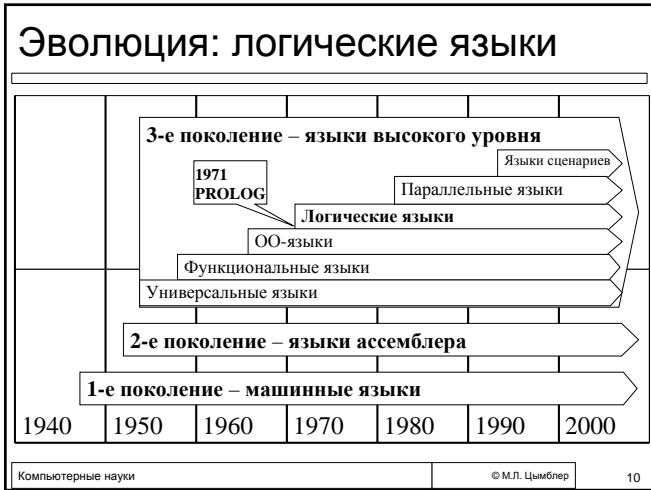 Эволюция: логические языки
3-е поколение – языки высокого уровня
Языки сценариев
1971
PROLOG
Параллельные языки
Логические языки
ОО-языки
Функциональные языки
Универсальные языки
2-е поколение – языки ассемблера
1-е поколение – машинные языки
1940 1950 1960 1970 1980 1990 2000
Компьютерные науки © М.Л. Цымблер 10